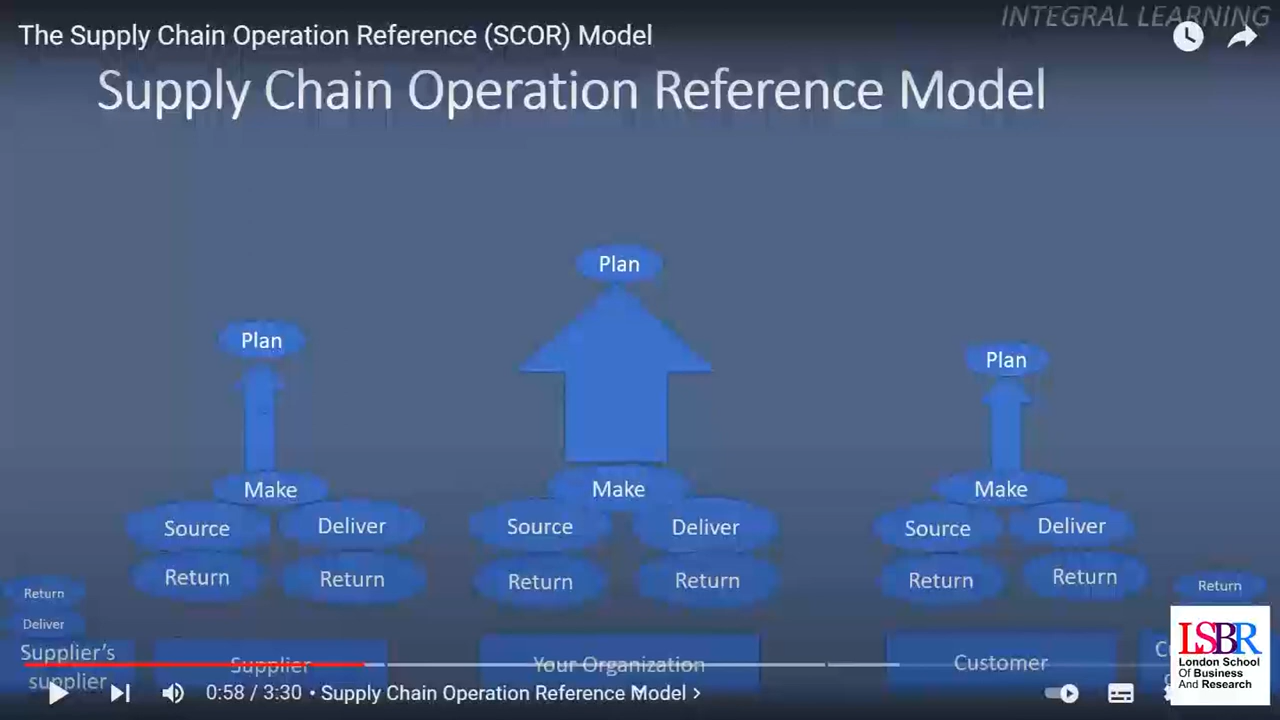 INTEGRAL LEARNING
The Supply Chain Operation Reference (SCOR) Model
Supply Chain Operation Reference Model
Plan
Plan
Plan
Make
Make
Make
Source
Deliver
Source
Deliver
Source
Deliver
Return
Return
Return
Return
Return
Return
Return
Return
Deliver
Supplier's
supplier
Supplier
Your Organization
Customer
LSBR
London School
Of Business
And Research
0:58 / 3:30 • Supply Chain Operation Reference Model >